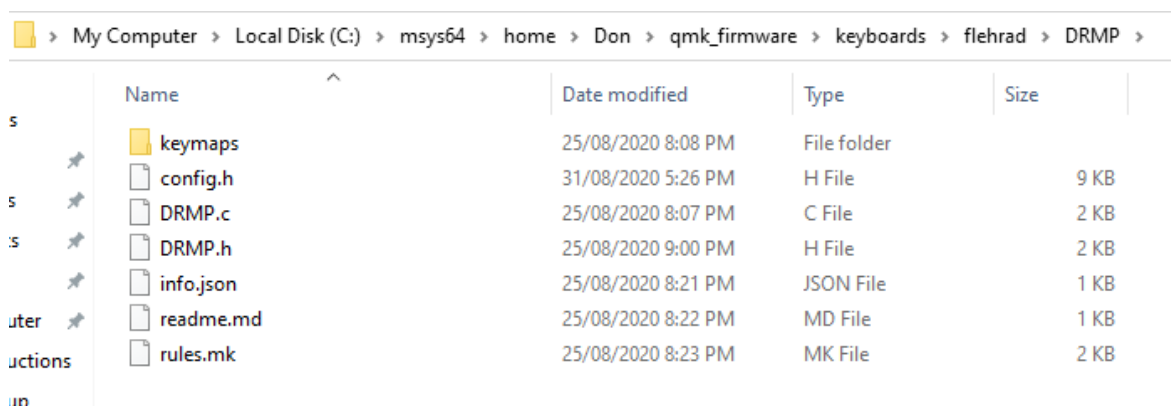 My Computer > Local Disk (C:) > msys64 > home > Don > qmk_firmware > keyboards > flehrad > DRMP >
Name Date modified Type Size
s
keymaps 25/08/2020 8:08 PM File folder
config.h 31/08/2020 5:26 PM H File 9 KB
s
DRMP.c 25/08/2020 8:07 PM C File 2 KB
:s
DRMP.h 25/08/2020 9:00 PM H File 2 KB
info.json 25/08/2020 8:21 PM JSON File 1 KB
uter
readme.md 25/08/2020 8:22 PM MD File 1 KB
uctions
rules.mk 25/08/2020 8:23 PM MK File 2 KB
up